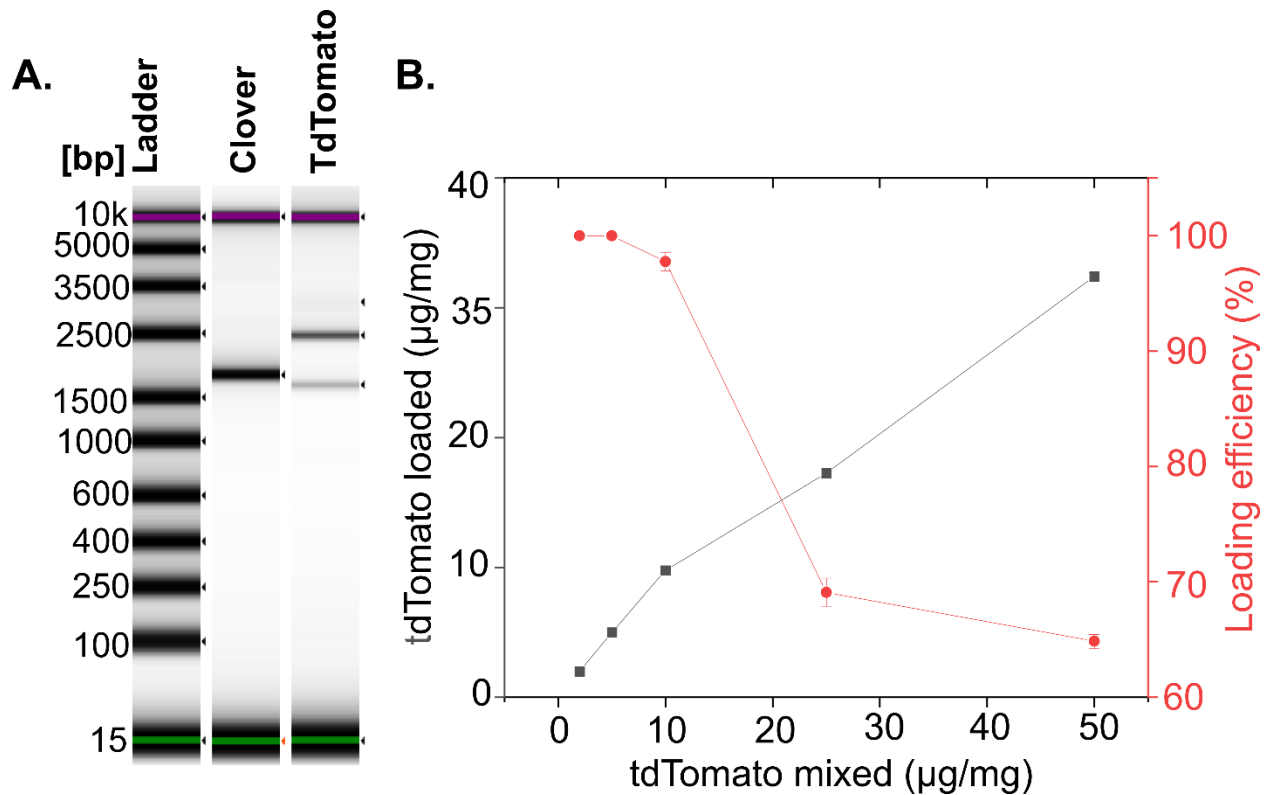 A.
Ladder
Clover
TdTomato
[bp]
10k
5000
3500
2500
1500
1000
600
400
250
100
15
B.
40
35
20
10
0
tdTomato loaded (µg/mg)
100
90
80
70
60
Loading efficiency (%)
0 10 20 30 40 50
tdTomato mixed (µg/mg)